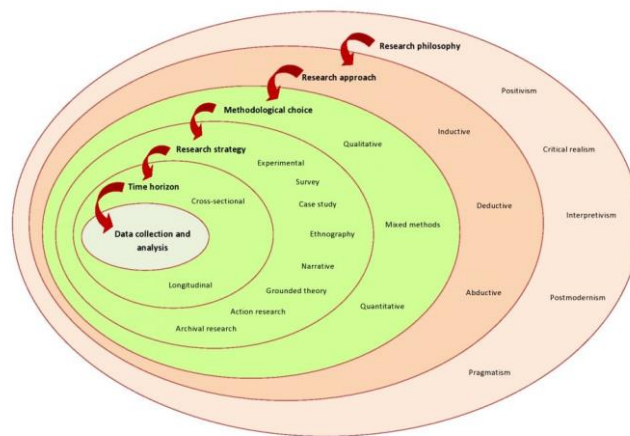 Research philosophy
Research approach
Positivism
Methodological choice
Inductive
Qualitative
Critical realism
Research strategy
Experimental
Survey
Time horizon
Cross-sectional
Case study
Deductive
Interpretivism
Data collection and
analysis
Ethnography
Mixed methods
Narrative
Longitudinal
Grounded theory
Abductive
Postmodernism
Action research
Quantitative
Archival research
Pragmatism